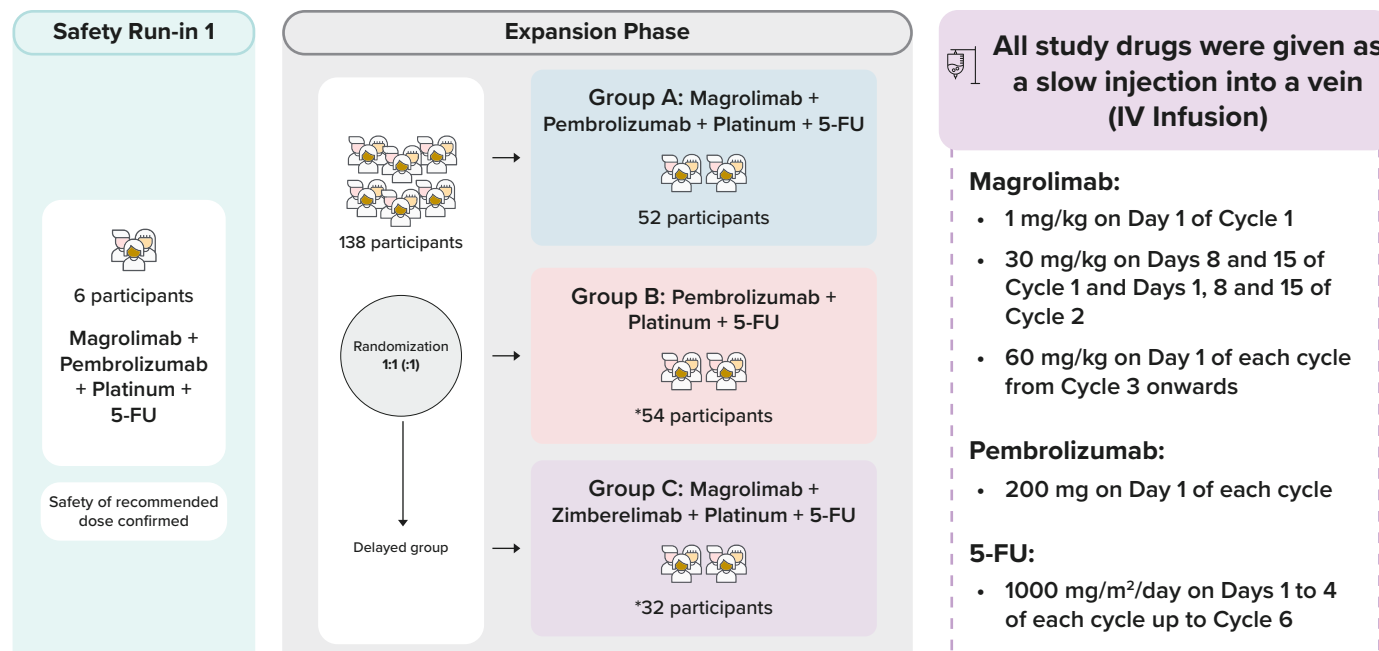 Safety Run-in 1
6 participants
Magrolimab +
Pembrolizumab
+ Platinum +
5-FU
Safety of recommended
dose confirmed
Expansion Phase
138 participants
Randomization
1:1 (:1)
Delayed group
Group A: Magrolimab +
Pembrolizumab + Platinum + 5-FU
52 participants
Group B: Pembrolizumab +
Platinum + 5-FU
*54 participants
Group C: Magrolimab +
Zimberelimab + Platinum + 5-FU
*32 participants
All study drugs were given as
a slow injection into a vein
(IV Infusion)
Magrolimab:
• 1 mg/kg on Day 1 of Cycle 1
• 30 mg/kg on Days 8 and 15 of
Cycle 1 and Days 1, 8 and 15 of
Cycle 2
• 60 mg/kg on Day 1 of each cycle
from Cycle 3 onwards
Pembrolizumab:
• 200 mg on Day 1 of each cycle
5-FU:
• 1000 mg/m²/day on Days 1 to 4
of each cycle up to Cycle 6